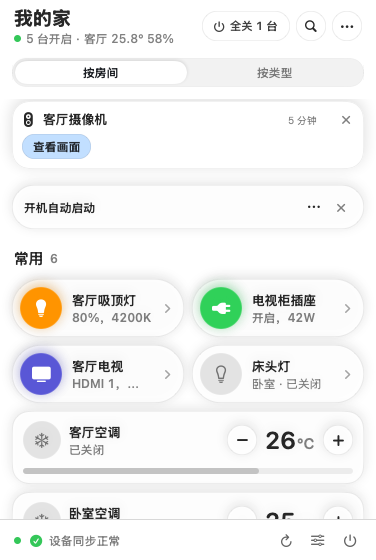 我的家
5 台开启 · 客厅 25.8° 58%
全关 1 台
按房间
按类型
客厅摄像机
5 分钟
查看画面
开机自动启动
常用 6
客厅吸顶灯
80%，4200K
电视柜插座
开启，42W
客厅电视
HDMI 1，...
床头灯
卧室 · 已关闭
客厅空调
已关闭
26°C
卧室空调
25
设备同步正常